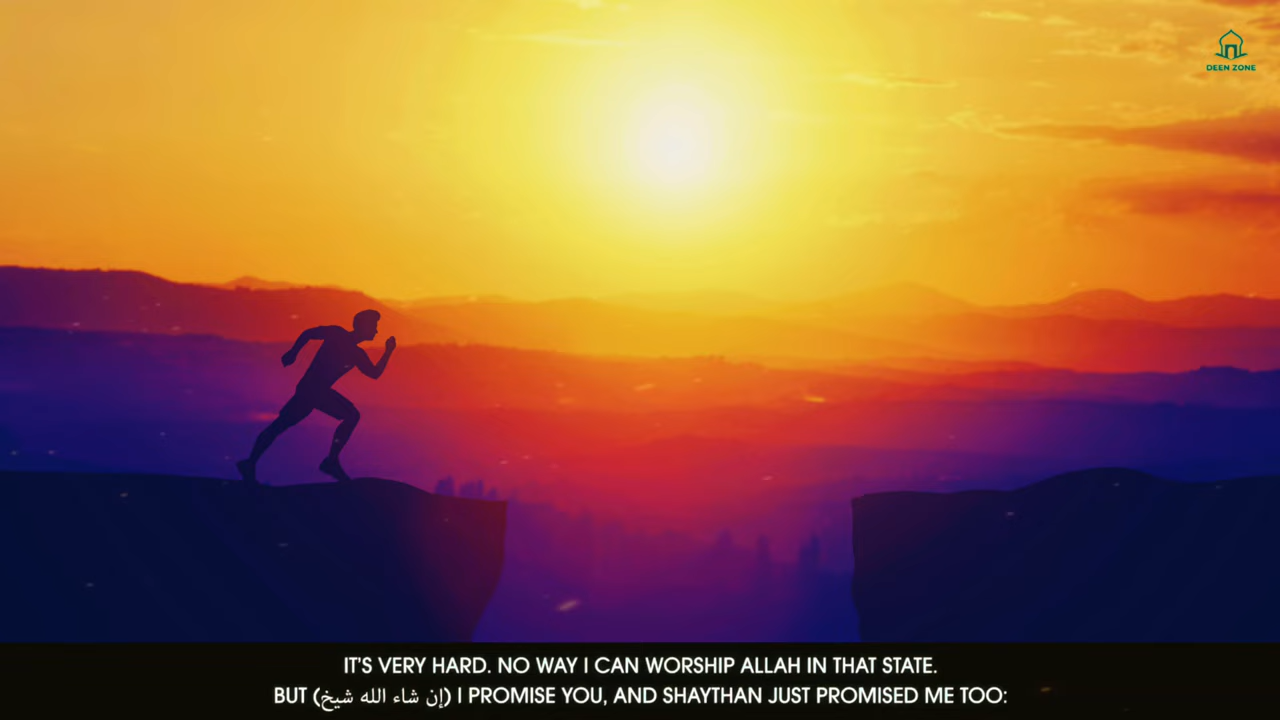 DEEN ZONE
IT'S VERY HARD. NO WAY I CAN WORSHIP ALLAH IN THAT STATE.
BUT (إن شاء الله شيخ) I PROMISE YOU, AND SHAYTHAN JUST PROMISED ME TOO: